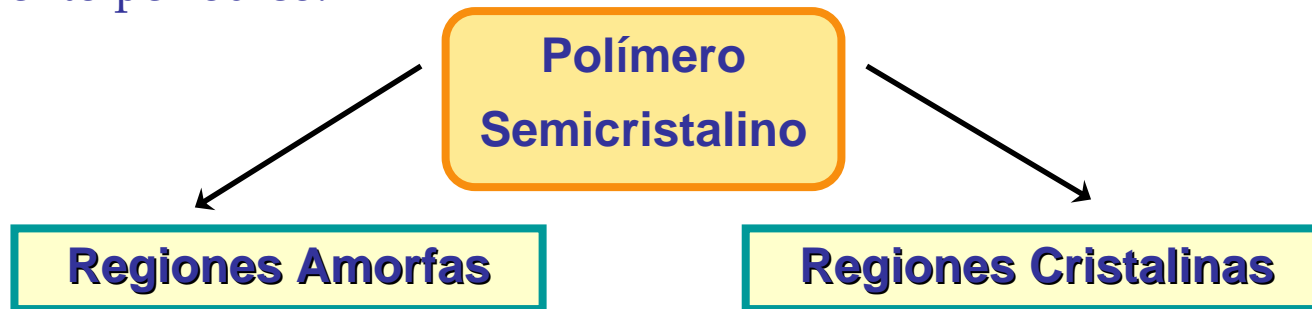 Polímero
Semicristalino
Regiones Amorfas
Regiones Cristalinas